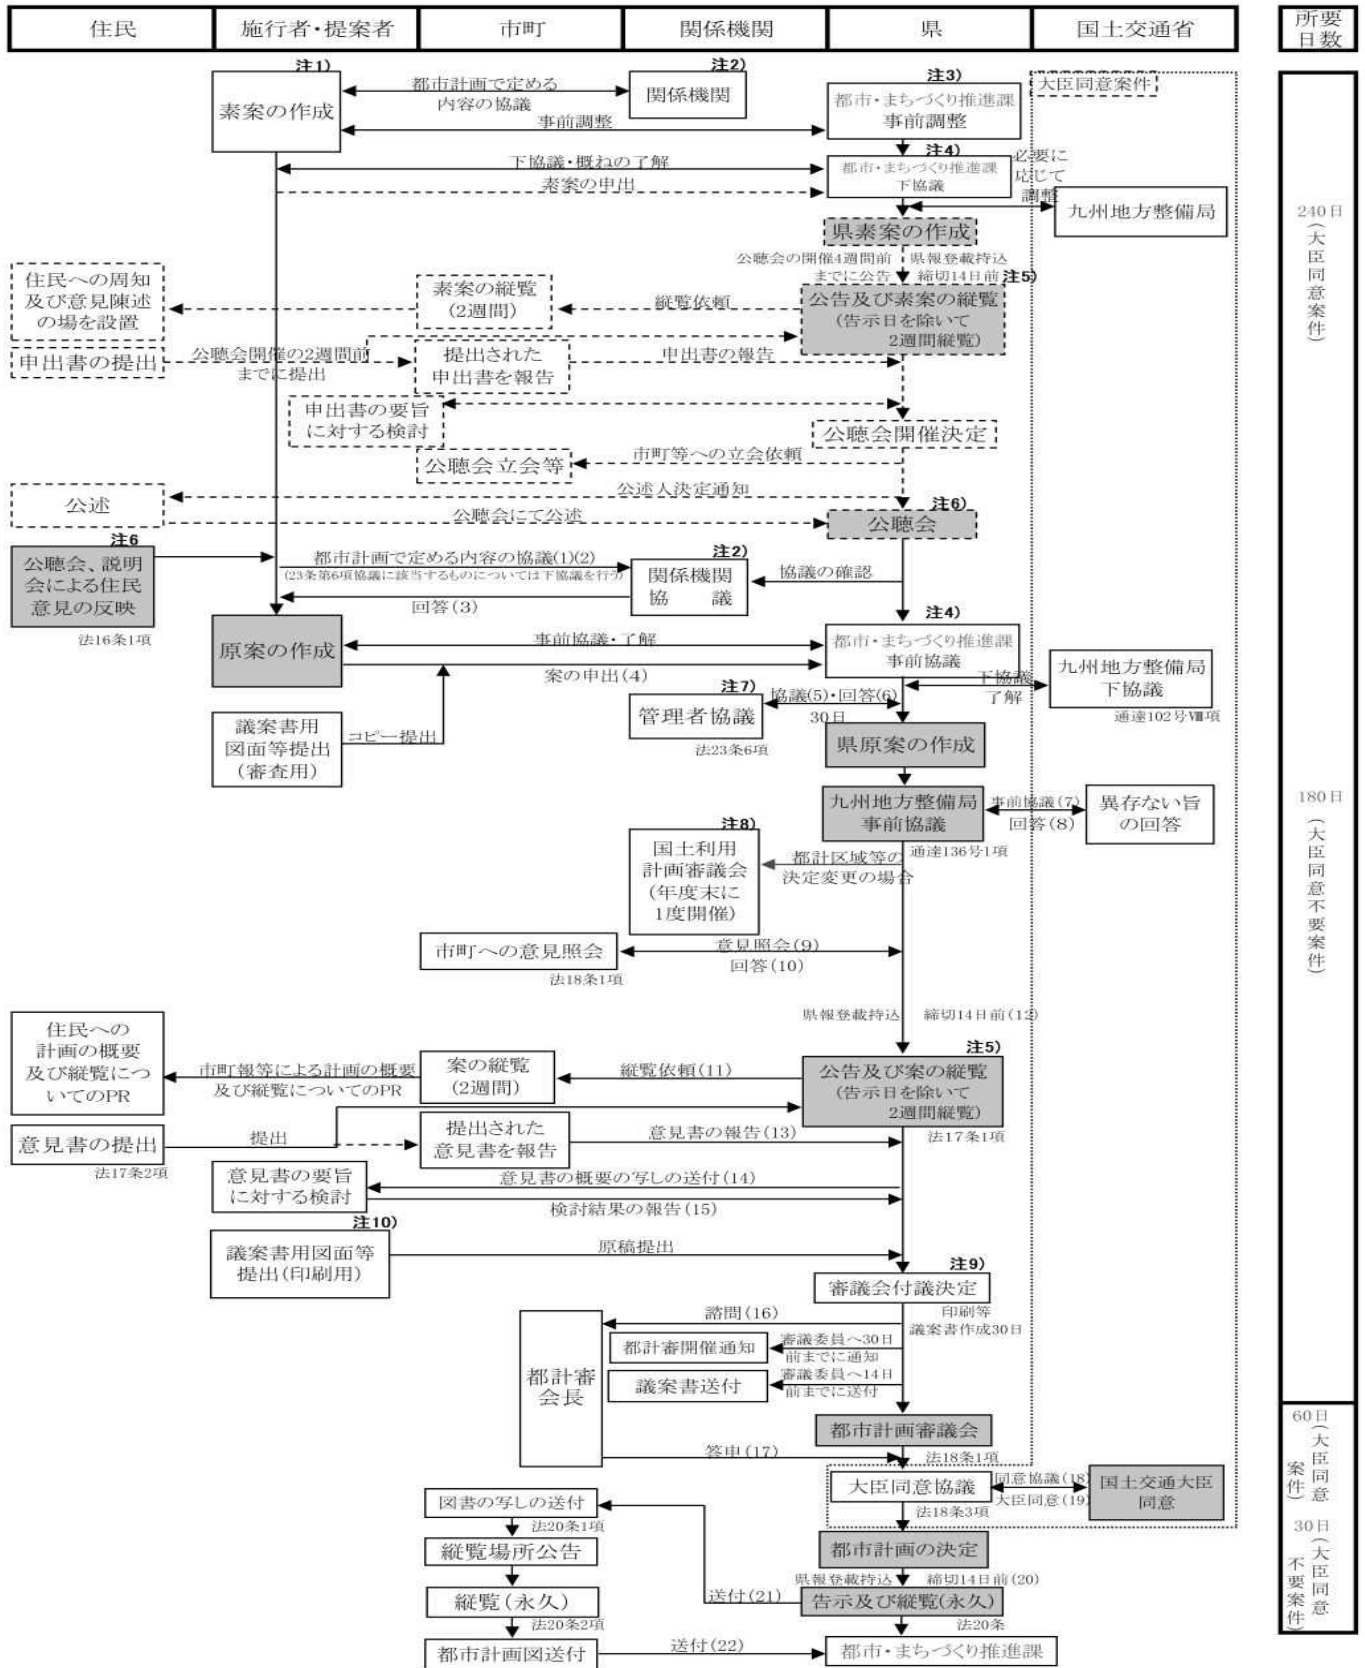 住民
施行者・提案者
市町
関係機関
県
国土交通省
所要
日数
注1)
素案の作成
都市計画で定める
内容の協議
注2)
関係機関
注3)
都市・まちづくり推進課
事前調整
大臣同意案件
事前調整
下協議・概ねの了解
注4)
都市・まちづくり推進課
下協議
必要に
応じて
調整
素案の申出
九州地方整備局
県素案の作成
240日
(大臣同意案件)
公聴会の開催4週間前
までに公告
県報登載持込
締切14日前
注5)
住民への周知
及び意見陳述
の場を設置
素案の縦覧
(2週間)
縦覧依頼
公告及び素案の縦覧
(告示日を除いて
2週間縦覧)
申出書の提出
公聴会開催の2週間前
までに提出
提出された
申出書を報告
申出書の報告
申出書の要旨
に対する検討
公聴会開催決定
公聴会立会等
市町等への立会依頼
公述
公述人決定通知
公聴会にて公述
注6)
公聴会
注6
公聴会、説明
会による住民
意見の反映
法16条1項
都市計画で定める内容の協議(1)(2)
(23条第6項協議に該当するものについては下協議を行う)
回答(3)
注2)
関係機関
協　議
協議の確認
原案の作成
事前協議・了解
案の申出(4)
注4)
都市・まちづくり推進課
事前協議
下協議
了解
九州地方整備局
下協議
通達102号Ⅷ項
議案書用
図面等提出
(審査用)
コピー提出
注7)
管理者協議
法23条6項
協議(5)・回答(6)
30日
県原案の作成
九州地方整備局
事前協議
通達136号1項
事前協議(7)
回答(8)
異存ない旨
の回答
180日
(大臣同意不要案件)
注8)
国土利用
計画審議会
(年度末に
1度開催)
都計区域等の
決定変更の場合
市町への意見照会
法18条1項
意見照会(9)
回答(10)
県報登載持込
締切14日前(12)
住民への
計画の概要
及び縦覧につ
いてのPR
市町報等による計画の概要
及び縦覧についてのPR
案の縦覧
(2週間)
縦覧依頼(11)
注5)
公告及び案の縦覧
(告示日を除いて
2週間縦覧)
法17条1項
意見書の提出
法17条2項
提出
提出された
意見書を報告
意見書の報告(13)
意見書の要旨
に対する検討
意見書の概要の写しの送付(14)
検討結果の報告(15)
注10)
議案書用図面等
提出(印刷用)
原稿提出
注9)
審議会付議決定
印刷等
議案書作成30日
都計審
会長
諮問(16)
都計審開催通知
審議委員へ30日
前までに通知
議案書送付
審議委員へ14日
前までに送付
都市計画審議会
法18条1項
答申(17)
大臣同意協議
法18条3項
同意協議(18)
大臣同意(19)
国土交通大臣
同意
60日
(大臣同意
案件)
図書の写しの送付
法20条1項
縦覧場所公告
都市計画の決定
県報登載持込
締切14日前(20)
30日
(大臣同意
不要案件)
縦覧(永久)
法20条2項
送付(21)
告示及び縦覧(永久)
法20条
都市計画図送付
送付(22)
都市・まちづくり推進課